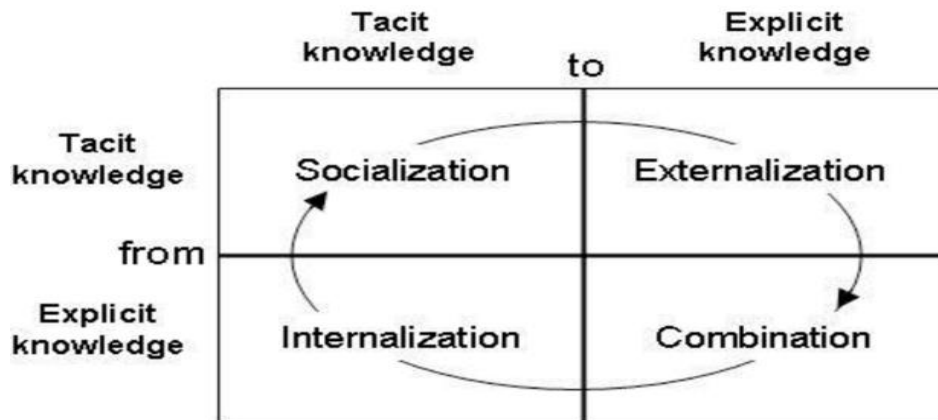 Tacit
knowledge
Explicit
knowledge
to
Tacit
knowledge
Socialization
Externalization
from
Explicit
knowledge
Internalization
Combination